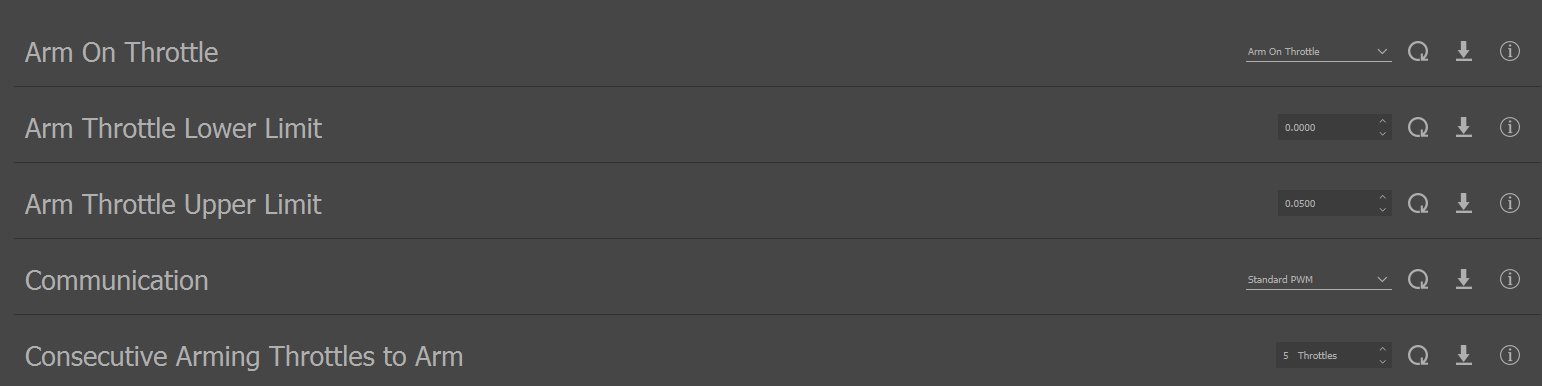 Arm On Throttle Arm On Throttle
Arm Throttle Lower Limit 0.0000
Arm Throttle Upper Limit 0.0500
Communication Standard PWM
Consecutive Arming Throttles to Arm 5 Throttles